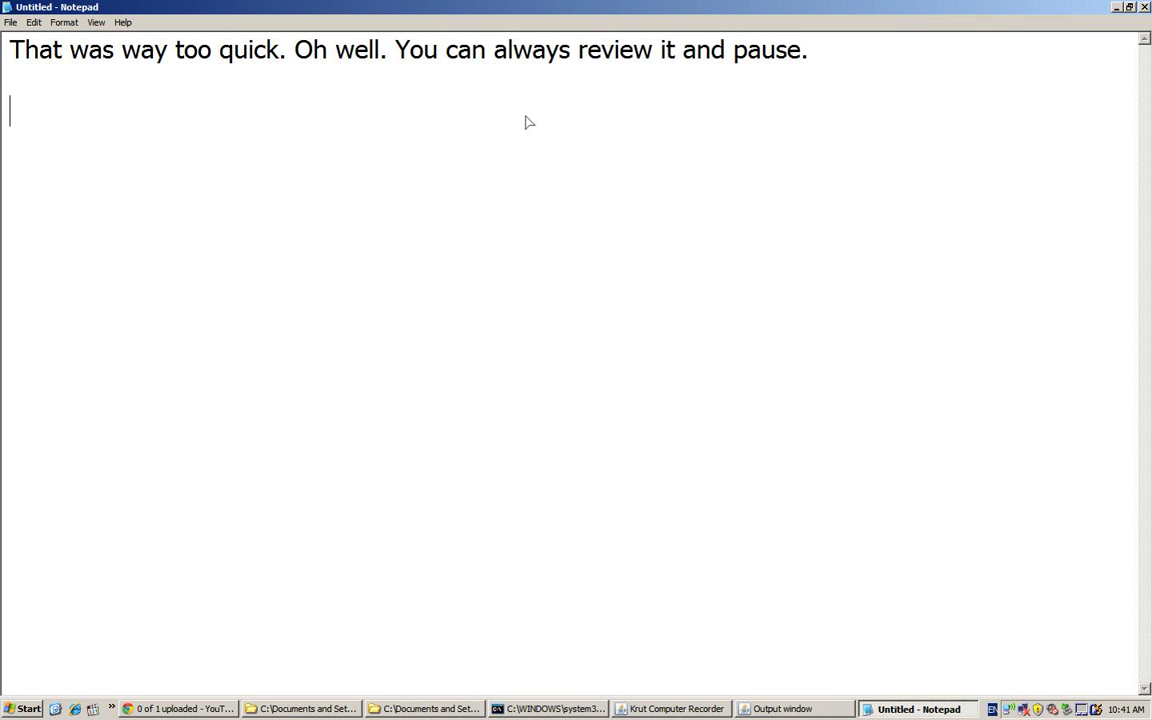 Untitled - Notepad
File Edit Format View Help
That was way too quick. Oh well. You can always review it and pause.
Start » 0 of 1 uploaded - YouT... C:\Documents and Set... C:\Documents and Set... C:\WINDOWS\system3... Krut Computer Recorder Output window Untitled - Notepad EN 10:41 AM